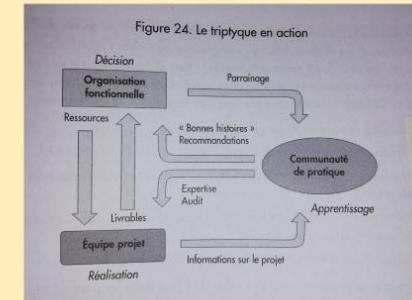 Figure 24. Le triptyque en action
Décision
Organisation
fonctionnelle
Parrainage
Ressources
« Bonnes histoires »
Recommandations
Communauté
de pratique
Expertise
Audit
Apprentissage
Livrables
Équipe projet
Informations sur le projet
Réalisation